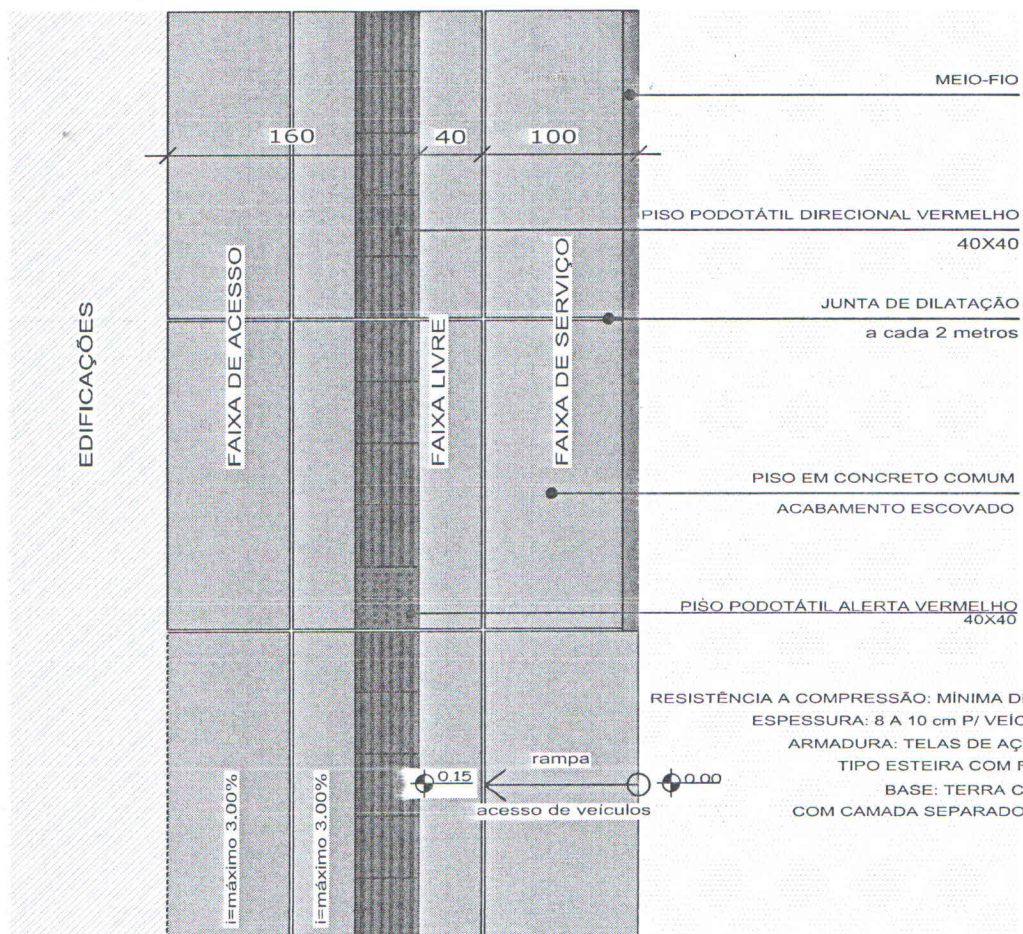 MEIO-FIO
160
40
100
PISO PODOTÁTIL DIRECIONAL VERMELHO
40X40
EDIFICAÇÕES
FAIXA DE ACESSO
FAIXA LIVRE
FAIXA DE SERVIÇO
JUNTA DE DILATAÇÃO
a cada 2 metros
PISO EM CONCRETO COMUM
ACABAMENTO ESCOVADO
PISO PODOTÁTIL ALERTA VERMELHO
40X40
RESISTÊNCIA A COMPRESSÃO: MÍNIMA
ESPESSURA: 8 A 10 cm P/
ARMADURA: TELAS DE
TIPO ESTEIRA COM
BASE: TERRA
COM CAMADA
i=máximo 3.00%
i=máximo 3.00%
0.15
rampa
0.00
acesso de veículos